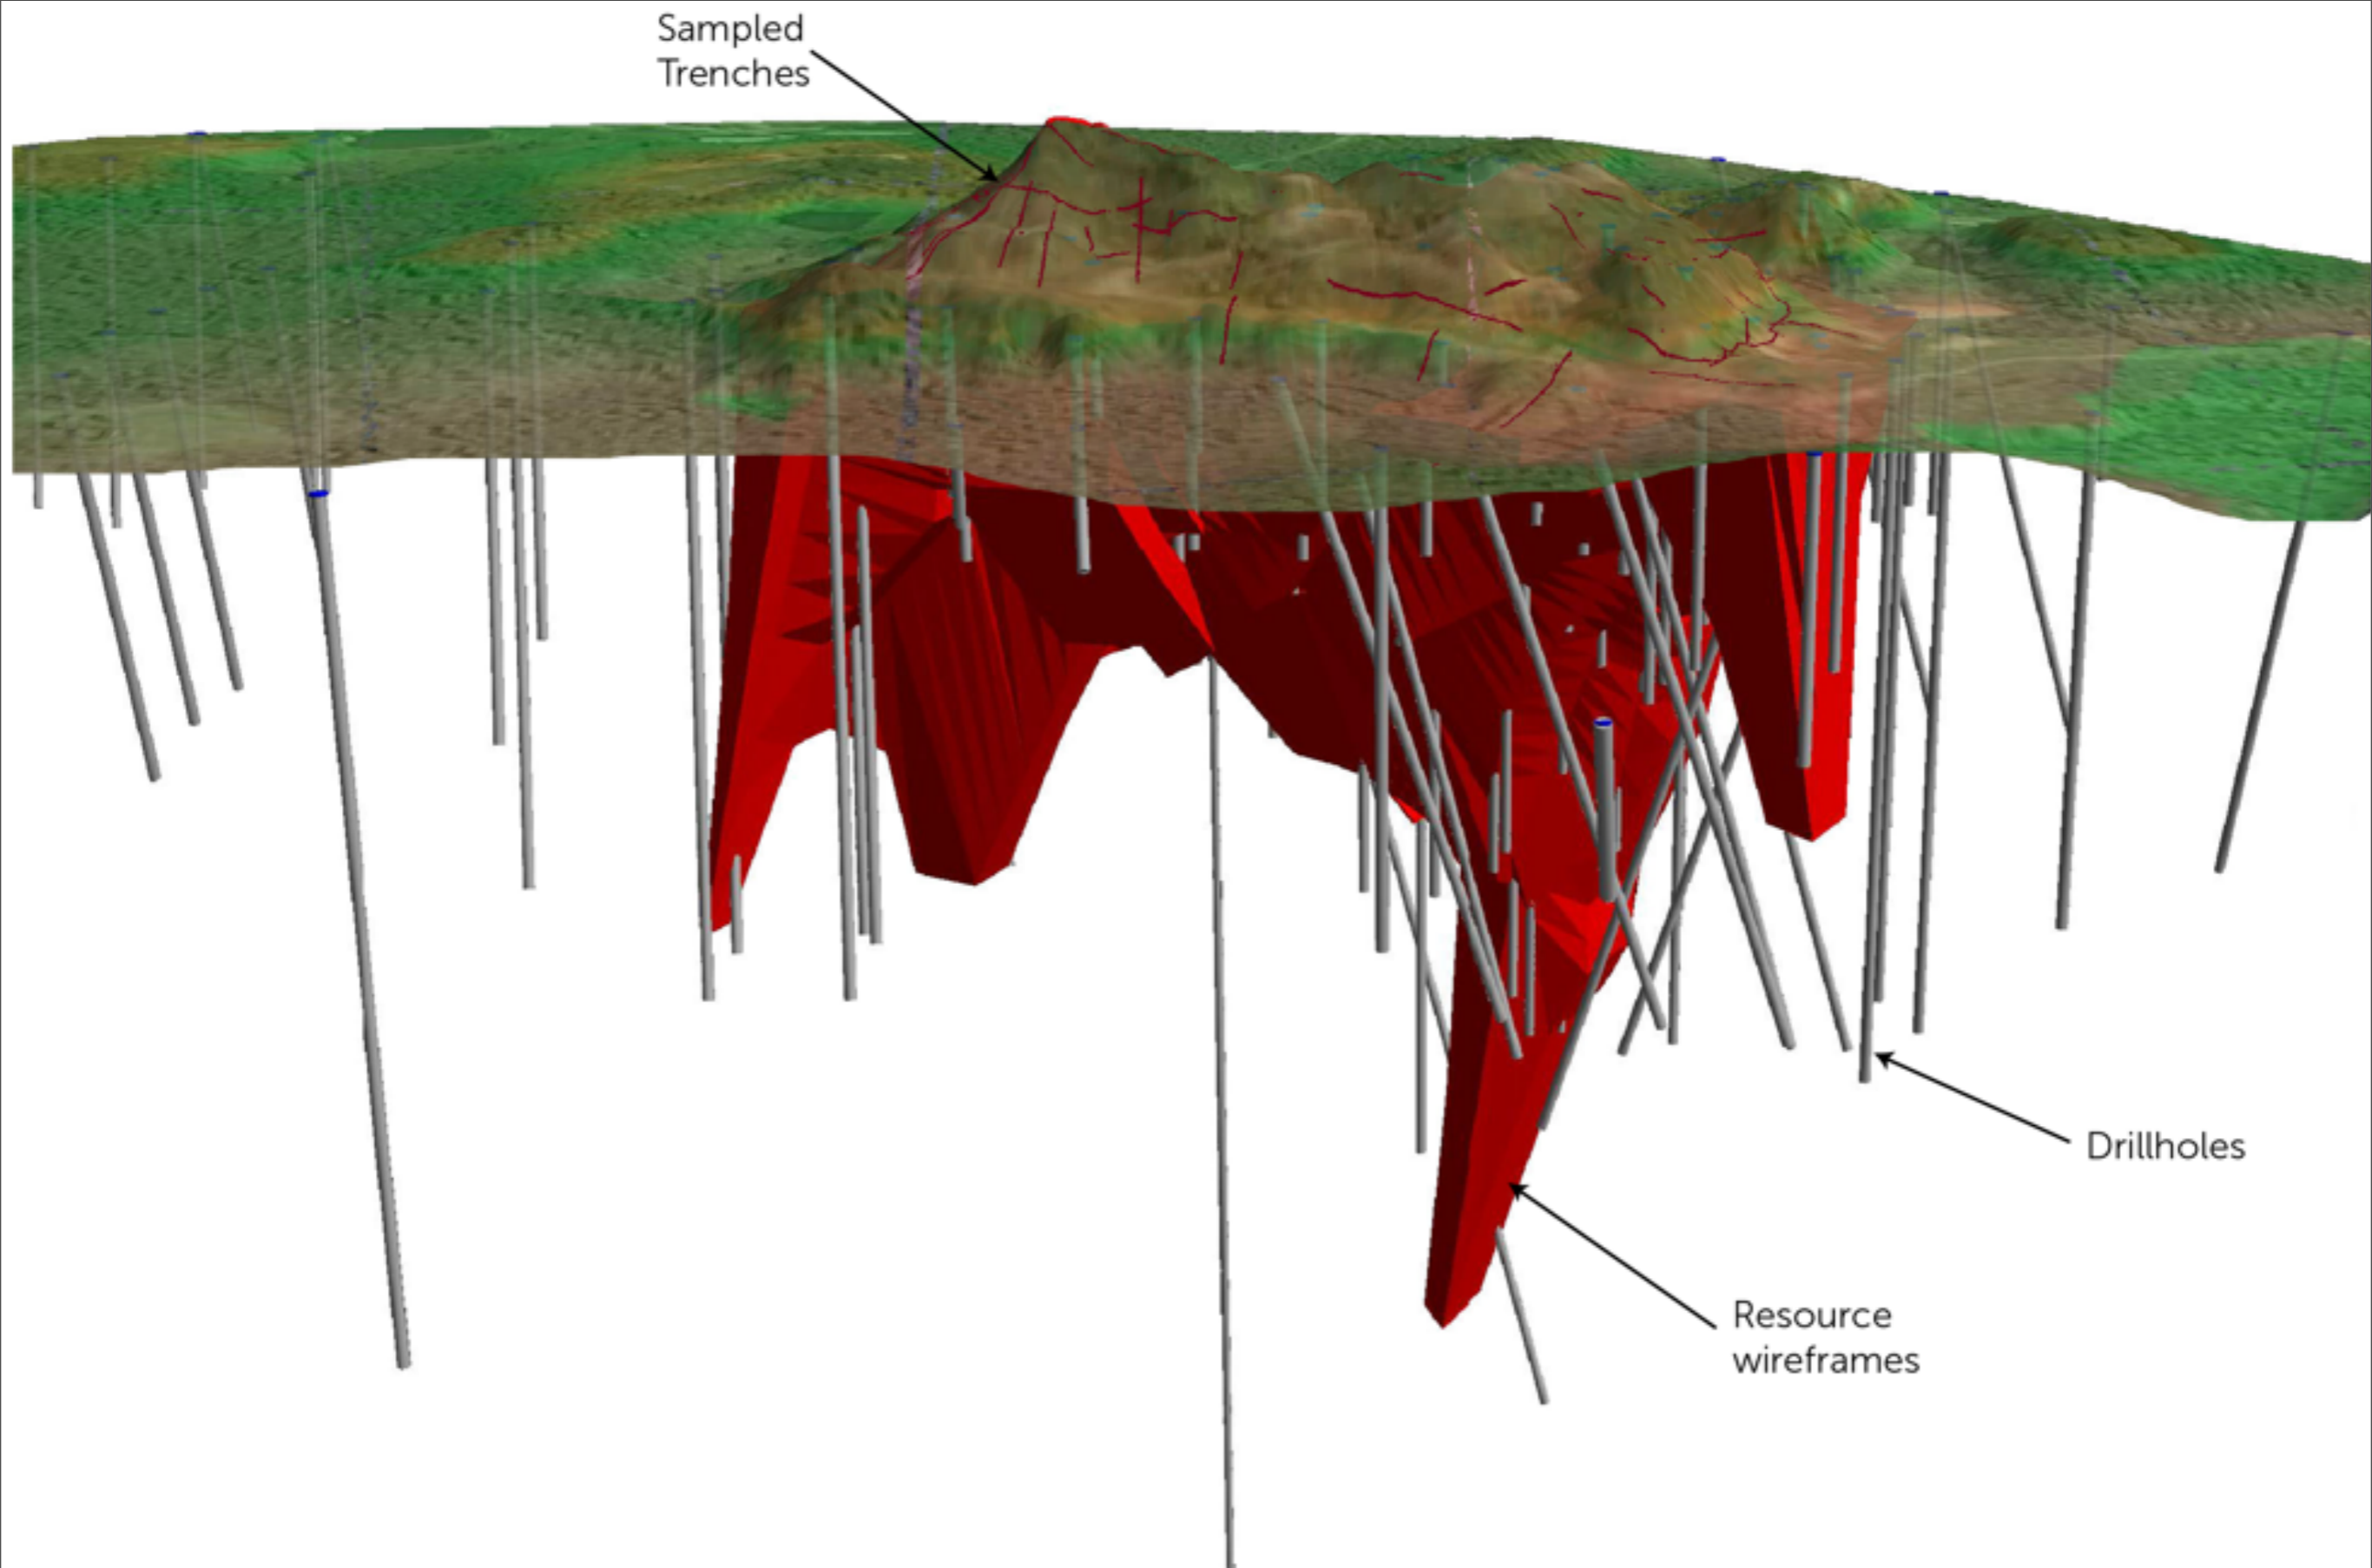 Sampled
Trenches
Drillholes
Resource
wireframes